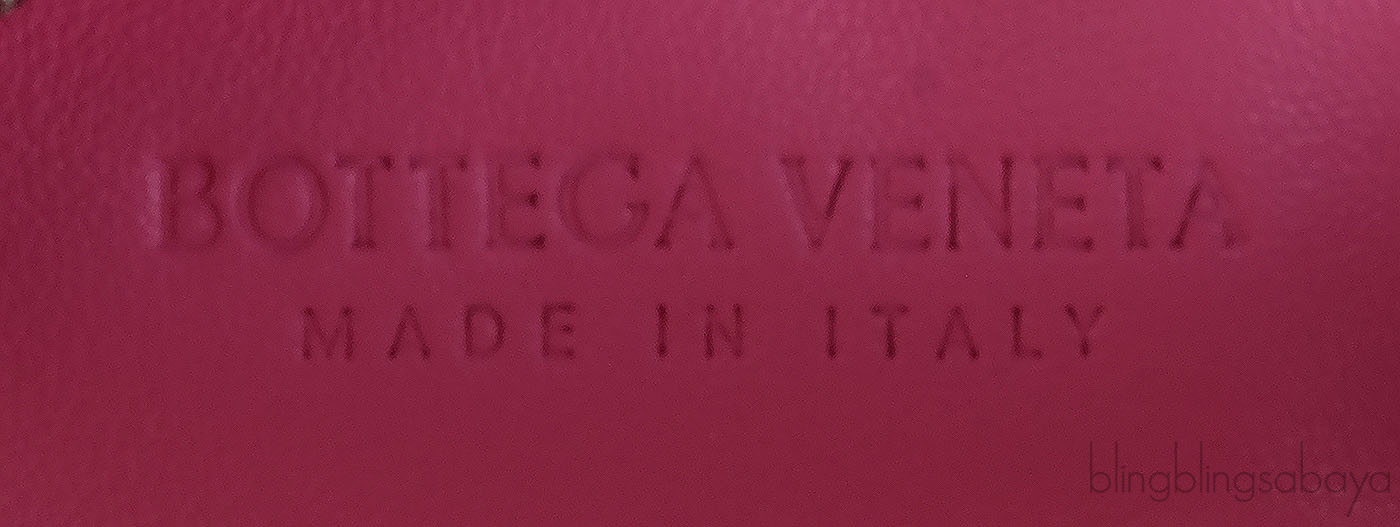 BOTTEGA VENETA
MADE IN ITALY
blingblingsabaya